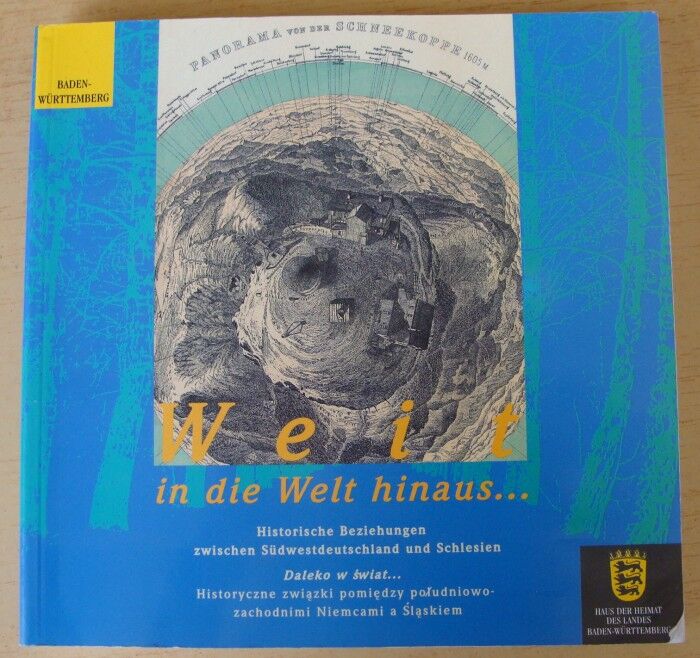 BADEN-
WÜRTTEMBERG
PANORAMA VON DER SCHNEEKOPPE 1605 M
Weit
in die Welt hinaus...
Historische Beziehungen
zwischen Südwestdeutschland und Schlesien
Daleko w świat...
Historyczne związki pomiędzy południowo-
zachodnimi Niemcami a Śląskiem
HAUS DER HEIMAT
DES LANDES
BADEN-WÜRTTEMBERG